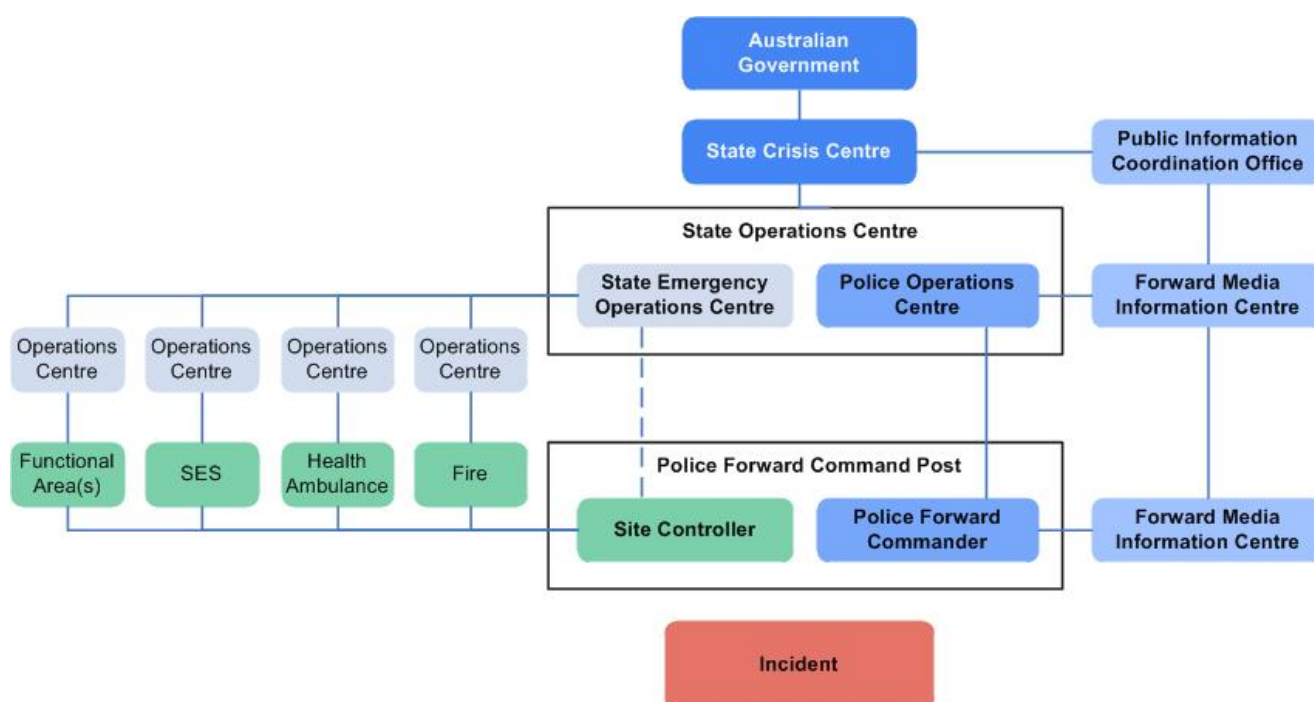 Australian
Government
State Crisis Centre
Public Information
Coordination Office
State Operations Centre
State Emergency
Operations Centre
Police Operations
Centre
Forward Media
Information Centre
Operations
Centre
Operations
Centre
Operations
Centre
Operations
Centre
Functional
Area(s)
SES
Health
Ambulance
Fire
Police Forward Command Post
Site Controller
Police Forward
Commander
Forward Media
Information Centre
Incident